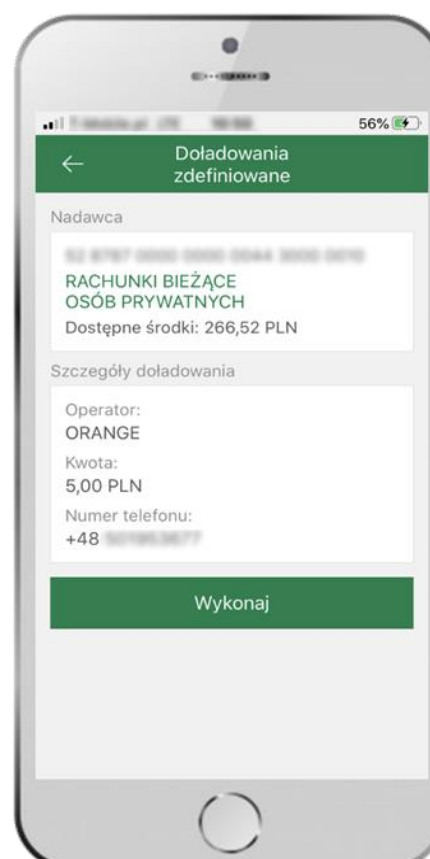 56%
Doładowania
zdefiniowane
Nadawca
RACHUNKI BIEŻĄCE
OSÓB PRYWATNYCH
Dostępne środki: 266,52 PLN
Szczegóły doładowania
Operator:
ORANGE
Kwota:
5,00 PLN
Numer telefonu:
+48
Wykonaj